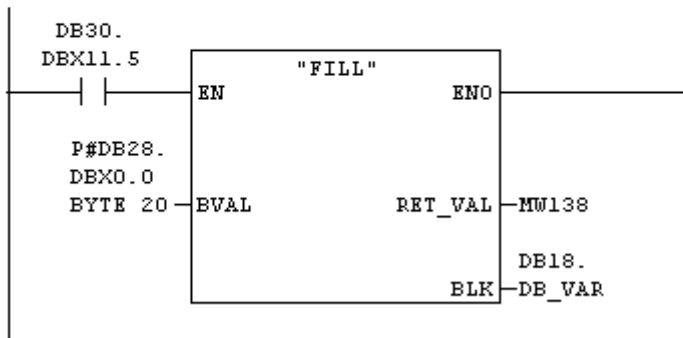 DB30.
DBX11.5
"FILL"
EN ENO
P#DB28.
DBX0.0
BYTE 20 BVAL RET_VAL MW138
DB18.
BLK DB_VAR